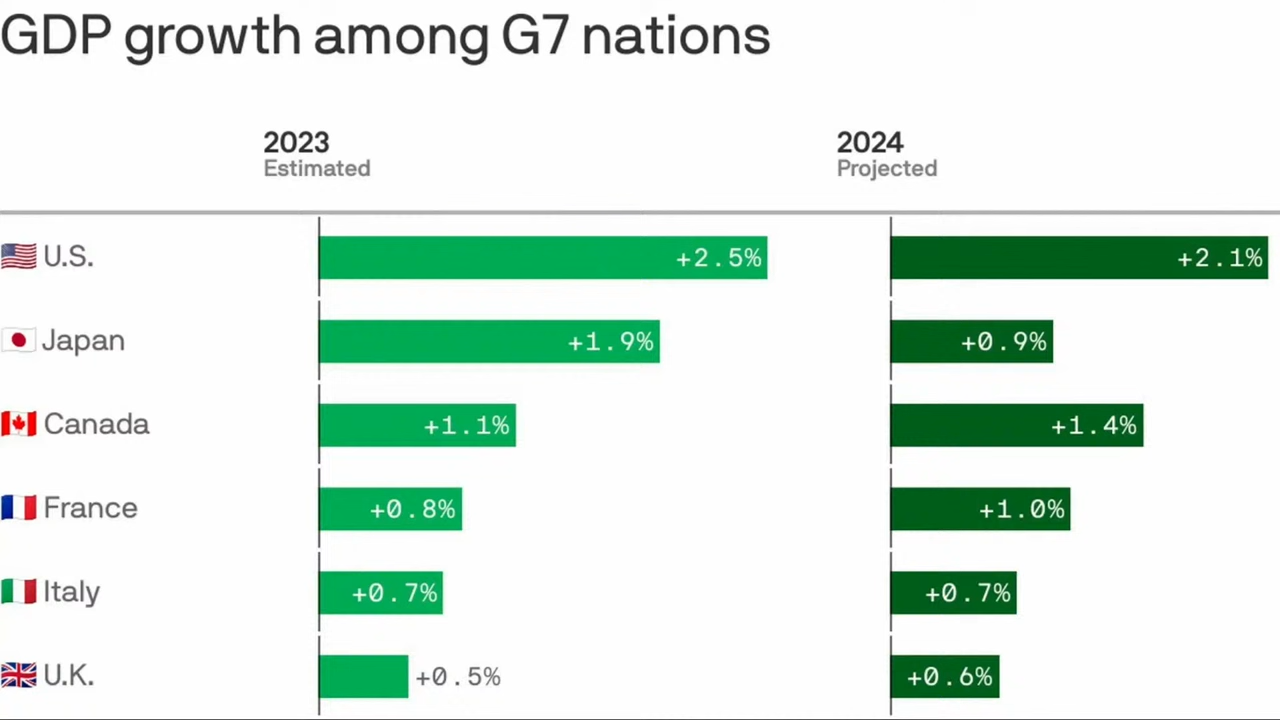 GDP growth among G7 nations
2023 2024
Estimated Projected
U.S. +2.5% +2.1%
Japan +1.9% +0.9%
Canada +1.1% +1.4%
France +0.8% +1.0%
Italy +0.7% +0.7%
U.K. +0.5% +0.6%